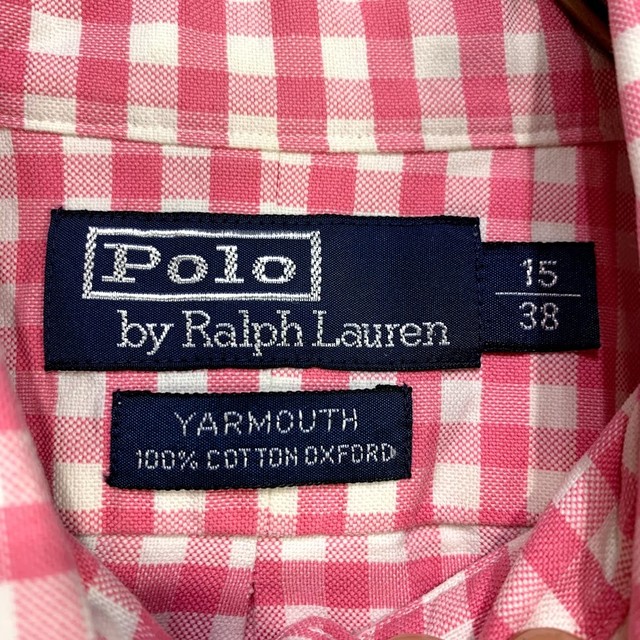 Polo
by Ralph Lauren
15
38
YARMOUTH
100% COTTON OXFORD